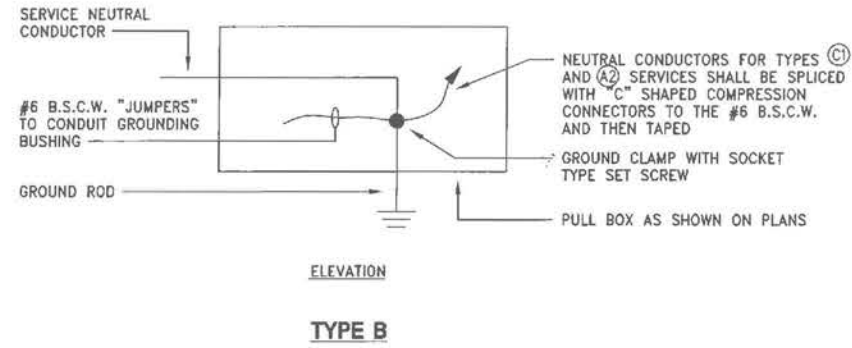 SERVICE NEUTRAL
CONDUCTOR
#6 B.S.C.W. "JUMPERS"
TO CONDUIT GROUNDING
BUSHING
GROUND ROD
NEUTRAL CONDUCTORS FOR TYPES C1
AND A2 SERVICES SHALL BE SPLICED
WITH "C" SHAPED COMPRESSION
CONNECTORS TO THE #6 B.S.C.W.
AND THEN TAPED
GROUND CLAMP WITH SOCKET
TYPE SET SCREW
PULL BOX AS SHOWN ON PLANS
ELEVATION
TYPE B